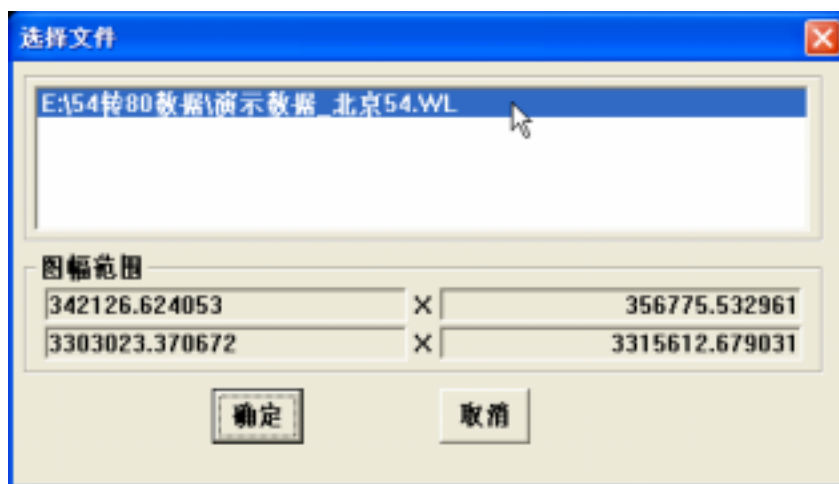 选择文件
E:\54转80数据\演示数据_北京54.WL
图幅范围
342126.624053 X 356775.532961
3303023.370672 X 3315612.679031
确定 取消